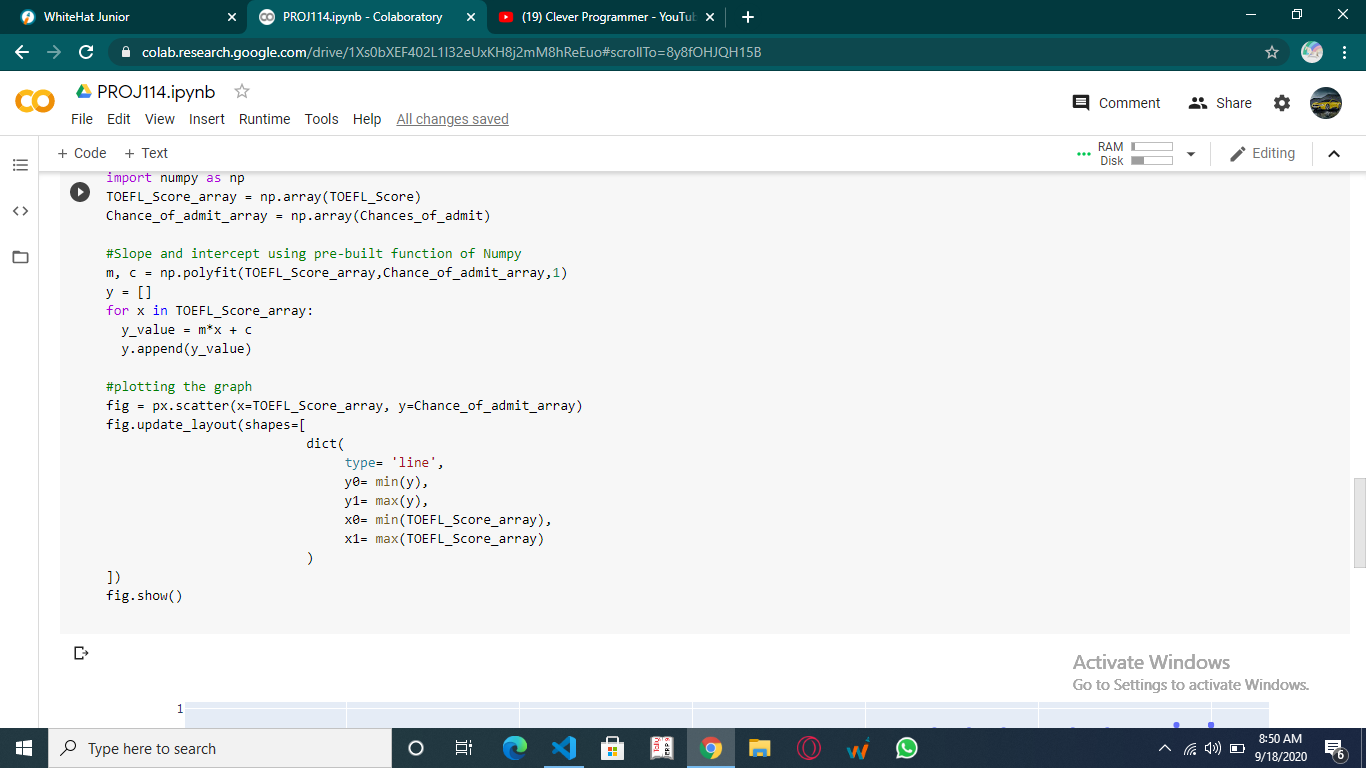 WhiteHat Junior
PROJ114.ipynb - Colaboratory
(19) Clever Programmer - YouTub
colab.research.google.com/drive/1Xs0bXEF402L1I32eUxKH8j2mM8hReEuo#scrollTo=8y8fOHJQH15B
PROJ114.ipynb
File Edit View Insert Runtime Tools Help All changes saved
Comment Share
+ Code + Text
RAM
Disk
Editing
import numpy as np
TOEFL_Score_array = np.array(TOEFL_Score)
Chance_of_admit_array = np.array(Chances_of_admit)
#Slope and intercept using pre-built function of Numpy
m, c = np.polyfit(TOEFL_Score_array,Chance_of_admit_array,1)
y = []
for x in TOEFL_Score_array:
y_value = m*x + c
y.append(y_value)
#plotting the graph
fig = px.scatter(x=TOEFL_Score_array, y=Chance_of_admit_array)
fig.update_layout(shapes=[
dict(
type= 'line',
y0= min(y),
y1= max(y),
x0= min(TOEFL_Score_array),
x1= max(TOEFL_Score_array)
)
])
fig.show()
1
Activate Windows
Go to Settings to activate Windows.
Type here to search
8:50 AM
9/18/2020
6